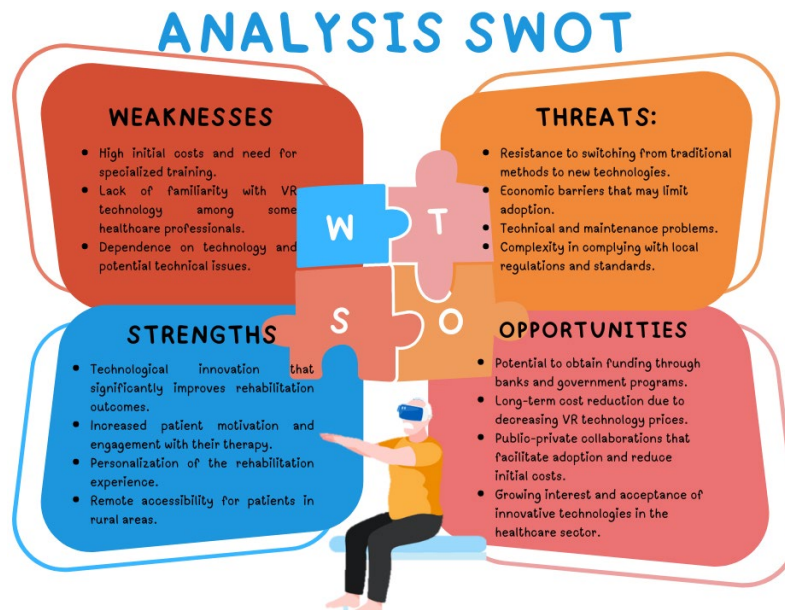 ANALYSIS SWOT
WEAKNESSES
• High initial costs and need for
specialized training.
• Lack of familiarity with VR
technology among some
healthcare professionals.
• Dependence on technology and
potential technical issues.
THREATS:
• Resistance to switching from traditional
methods to new technologies.
• Economic barriers that may limit
adoption.
• Technical and maintenance problems.
• Complexity in complying with local
regulations and standards.
W
T
S
O
STRENGTHS
• Technological innovation that
significantly improves rehabilitation
outcomes.
• Increased patient motivation and
engagement with their therapy.
• Personalization of the rehabilitation
experience.
• Remote accessibility for patients in
rural areas.
OPPORTUNITIES
• Potential to obtain funding through
banks and government programs.
• Long-term cost reduction due to
decreasing VR technology prices.
• Public-private collaborations that
facilitate adoption and reduce
initial costs.
• Growing interest and acceptance of
innovative technologies in the
healthcare sector.